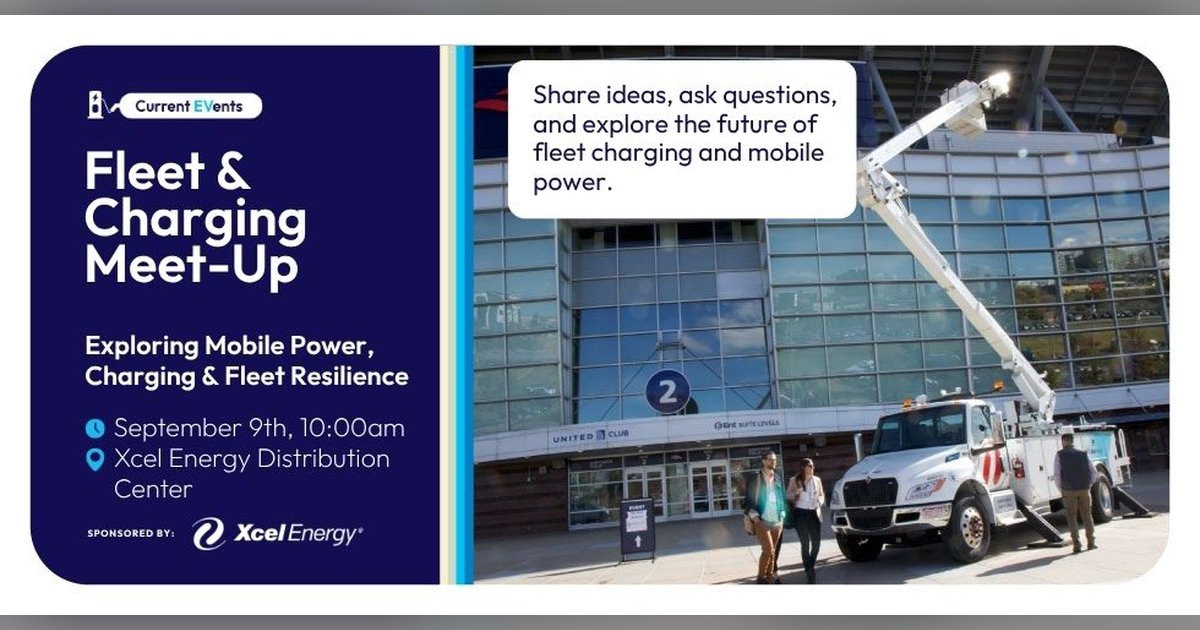 Current EVents
Fleet &
Charging
Meet-Up
Exploring Mobile Power,
Charging & Fleet Resilience
September 9th, 10:00am
Xcel Energy Distribution
Center
SPONSORED BY:
Xcel Energy®
Share ideas, ask questions,
and explore the future of
fleet charging and mobile
power.
2
UNITED CLUB
SUITE LEVELS
EVENT